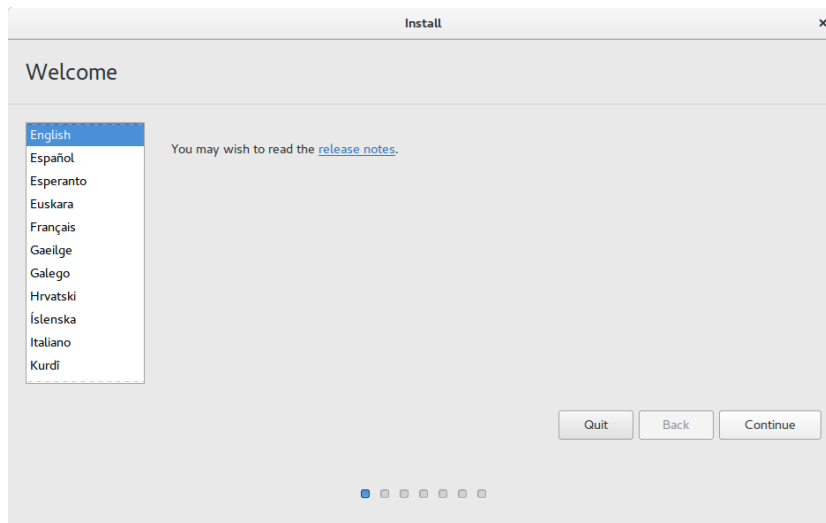 Install
Welcome
English
Español
Esperanto
Euskara
Français
Gaeilge
Galego
Hrvatski
Íslenska
Italiano
Kurdî
You may wish to read the release notes.
Quit
Back
Continue